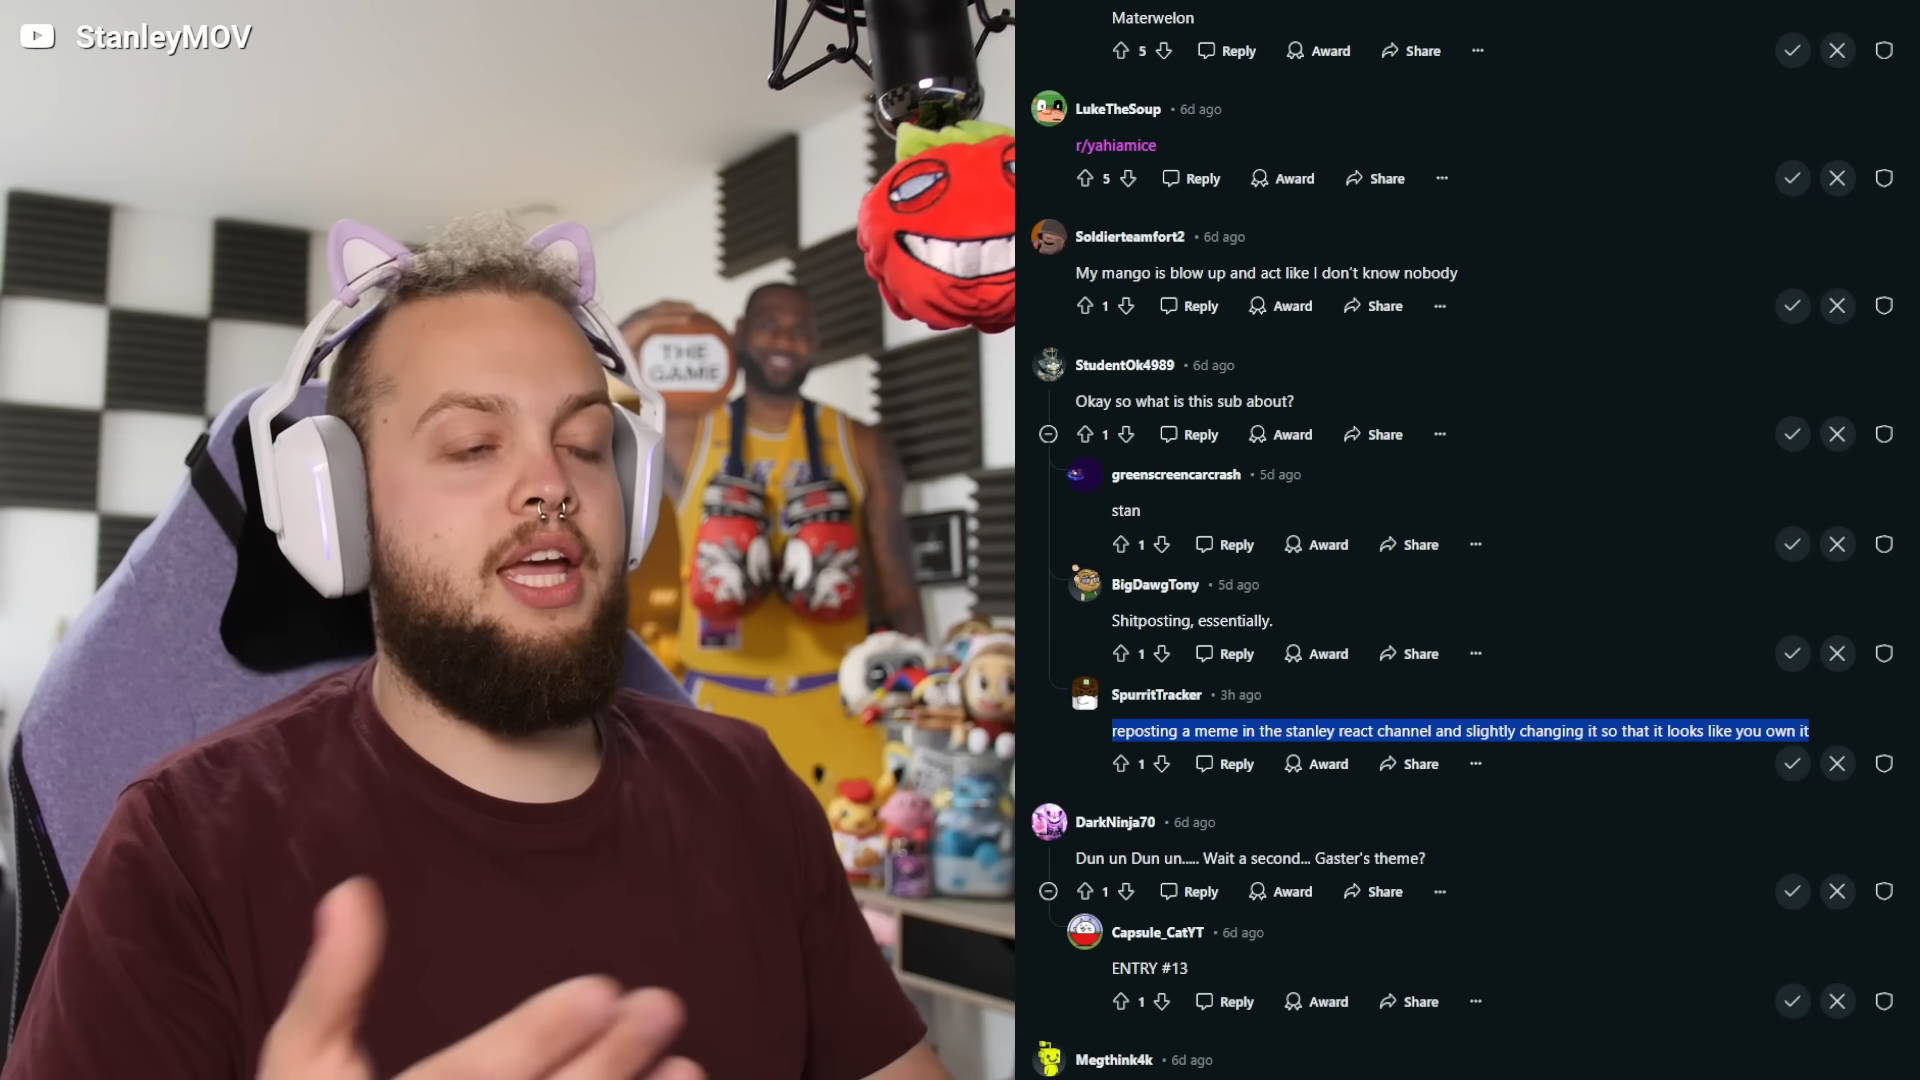 StanleyMOV
THE
GAME
Materwelon
5 Reply Award Share
LukeTheSoup • 6d ago
r/yahiamice
5 Reply Award Share
Soldierteamfort2 • 6d ago
My mango is blow up and act like I don't know nobody
1 Reply Award Share
StudentOk4989 • 6d ago
Okay so what is this sub about?
1 Reply Award Share
greenscreencarcrash • 5d ago
stan
1 Reply Award Share
BigDawgTony • 5d ago
Shitposting, essentially.
1 Reply Award Share
SpurritTracker • 3h ago
reposting a meme in the stanley react channel and slightly changing it so that it looks like you own it
1 Reply Award Share
DarkNinja70 • 6d ago
Dun un Dun un..... Wait a second... Gaster's theme?
1 Reply Award Share
Capsule_CatYT • 6d ago
ENTRY #13
1 Reply Award Share
Megthink4k • 6d ago